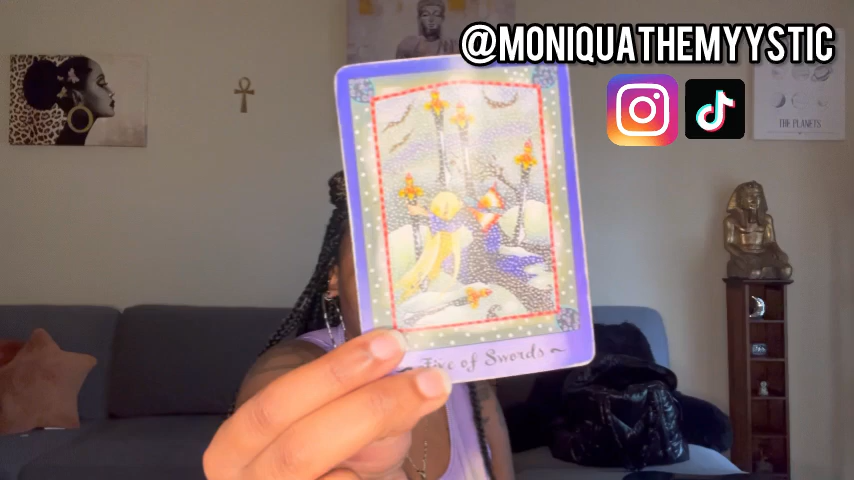 @MONIQUATHEMYYSTIC
THE PLANETS
~ Five of Swords ~